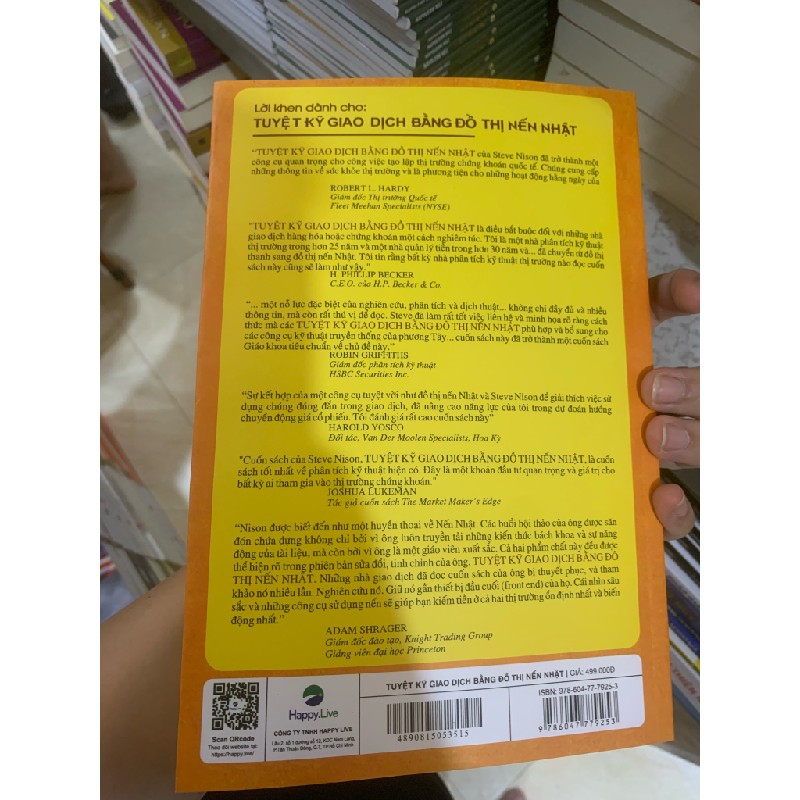 Lời khen dành cho:
TUYỆT KỸ GIAO DỊCH BẰNG ĐỒ THỊ NẾN NHẬT
"TUYỆT KỸ GIAO DỊCH BẰNG ĐỒ THỊ NẾN NHẬT của Steve Nison đã trở thành một
công cụ quan trọng cho công việc tạo lập thị trường chứng khoán quốc tế. Chúng cung cấp
những thông tin về sức khỏe thị trường và là phương tiện cho những hoạt động hằng ngày của
ROBERT L. HARDY
Giám đốc Thị trường Quốc tế
Fleet Meehan Specialist (NYSE)
"TUYỆT KỸ GIAO DỊCH BẰNG ĐỒ THỊ NẾN NHẬT là điều bắt buộc đối với những nhà
giao dịch hàng hóa hoặc chứng khoán một cách nghiêm túc. Tôi là một nhà phân tích kỹ thuật
thị trường trong hơn 25 năm và một nhà quản lý tiền trong hơn 30 năm và... đã chuyển từ đồ thị
thanh sang đồ thị nến Nhật. Tôi tin rằng bất kỳ nhà phân tích kỹ thuật thị trường nào đọc cuốn
sách này cũng sẽ làm như vậy."
H. PHILLIP BECKER
C.E.O. của H.P. Becker & Co.
"... một nỗ lực đặc biệt của nghiên cứu, phân tích và dịch thuật... không chỉ đầy đủ và nhiều
thông tin, mà còn rất thú vị để đọc. Steve đã làm rất tốt việc liên hệ và minh họa rõ ràng cách
thức mà các TUYỆT KỸ GIAO DỊCH BẰNG ĐỒ THỊ NẾN NHẬT phù hợp và bổ sung cho
các công cụ kỹ thuật truyền thống của phương Tây... cuốn sách này đã trở thành một cuốn sách
Giáo khoa tiêu chuẩn về chủ đề này."
ROBIN GRIFFITHS
Giám đốc phân tích kỹ thuật
HSBC Securities Inc.
"Sự kết hợp của một công cụ tuyệt vời như đồ thị nến Nhật và Steve Nison để giải thích việc sử
dụng chúng đúng đắn trong giao dịch, đã nâng cao năng lực của tôi trong dự đoán hướng
chuyển động giá cổ phiếu. Tôi đánh giá rất cao cuốn sách này"
HAROLD YOSCO
Đối tác, Van Der Moolen Specialists, Hoa Kỳ
"Cuốn sách của Steve Nison, TUYỆT KỸ GIAO DỊCH BẰNG ĐỒ THỊ NẾN NHẬT, là cuốn
sách tốt nhất về phân tích kỹ thuật hiện có. Đây là một khoản đầu tư quan trọng và giá trị cho
bất kỳ ai tham gia vào thị trường chứng khoán."
JOSHUA LUKEMAN
Tác giả cuốn sách The Market Maker's Edge
"Nison được biết đến như một huyền thoại về Nến Nhật. Các buổi hội thảo của ông được săn
đón chưa đựng không chỉ bởi vì ông luôn truyền tải những kiến thức bách khoa và sự năng
động của tài liệu, mà còn bởi vì ông là một giáo viên xuất sắc. Cả hai phẩm chất này đều được
thể hiện rõ trong phiên bản sửa đổi, tinh chỉnh của ông. TUYỆT KỸ GIAO DỊCH BẰNG ĐỒ
THỊ NẾN NHẬT. Những nhà giao dịch đã đọc cuốn sách của ông bị thuyết phục, và tham
khảo nó nhiều lần. Nghiên cứu nó. Giữ nó gần thiết bị đầu cuối (front end) của họ. Cái nhìn sâu
sắc và những công cụ sử dụng nến sẽ giúp bạn kiếm tiền ở cả hai thị trường ổn định nhất và biến
động nhất."
ADAM SHRAGER
Giám đốc đào tạo, Knight Trading Group
Giảng viên đại học Princeton
Scan QRcode
Theo dõi website tại:
https://happy.live/
Happy.Live
CÔNG TY TNHH HAPPY LIVE
TUYỆT KỸ GIAO DỊCH BẰNG ĐỒ THỊ NẾN NHẬT | GIÁ: 499.000Đ
4890815053515
ISBN: 978-604-77-7925-3
9786047779253